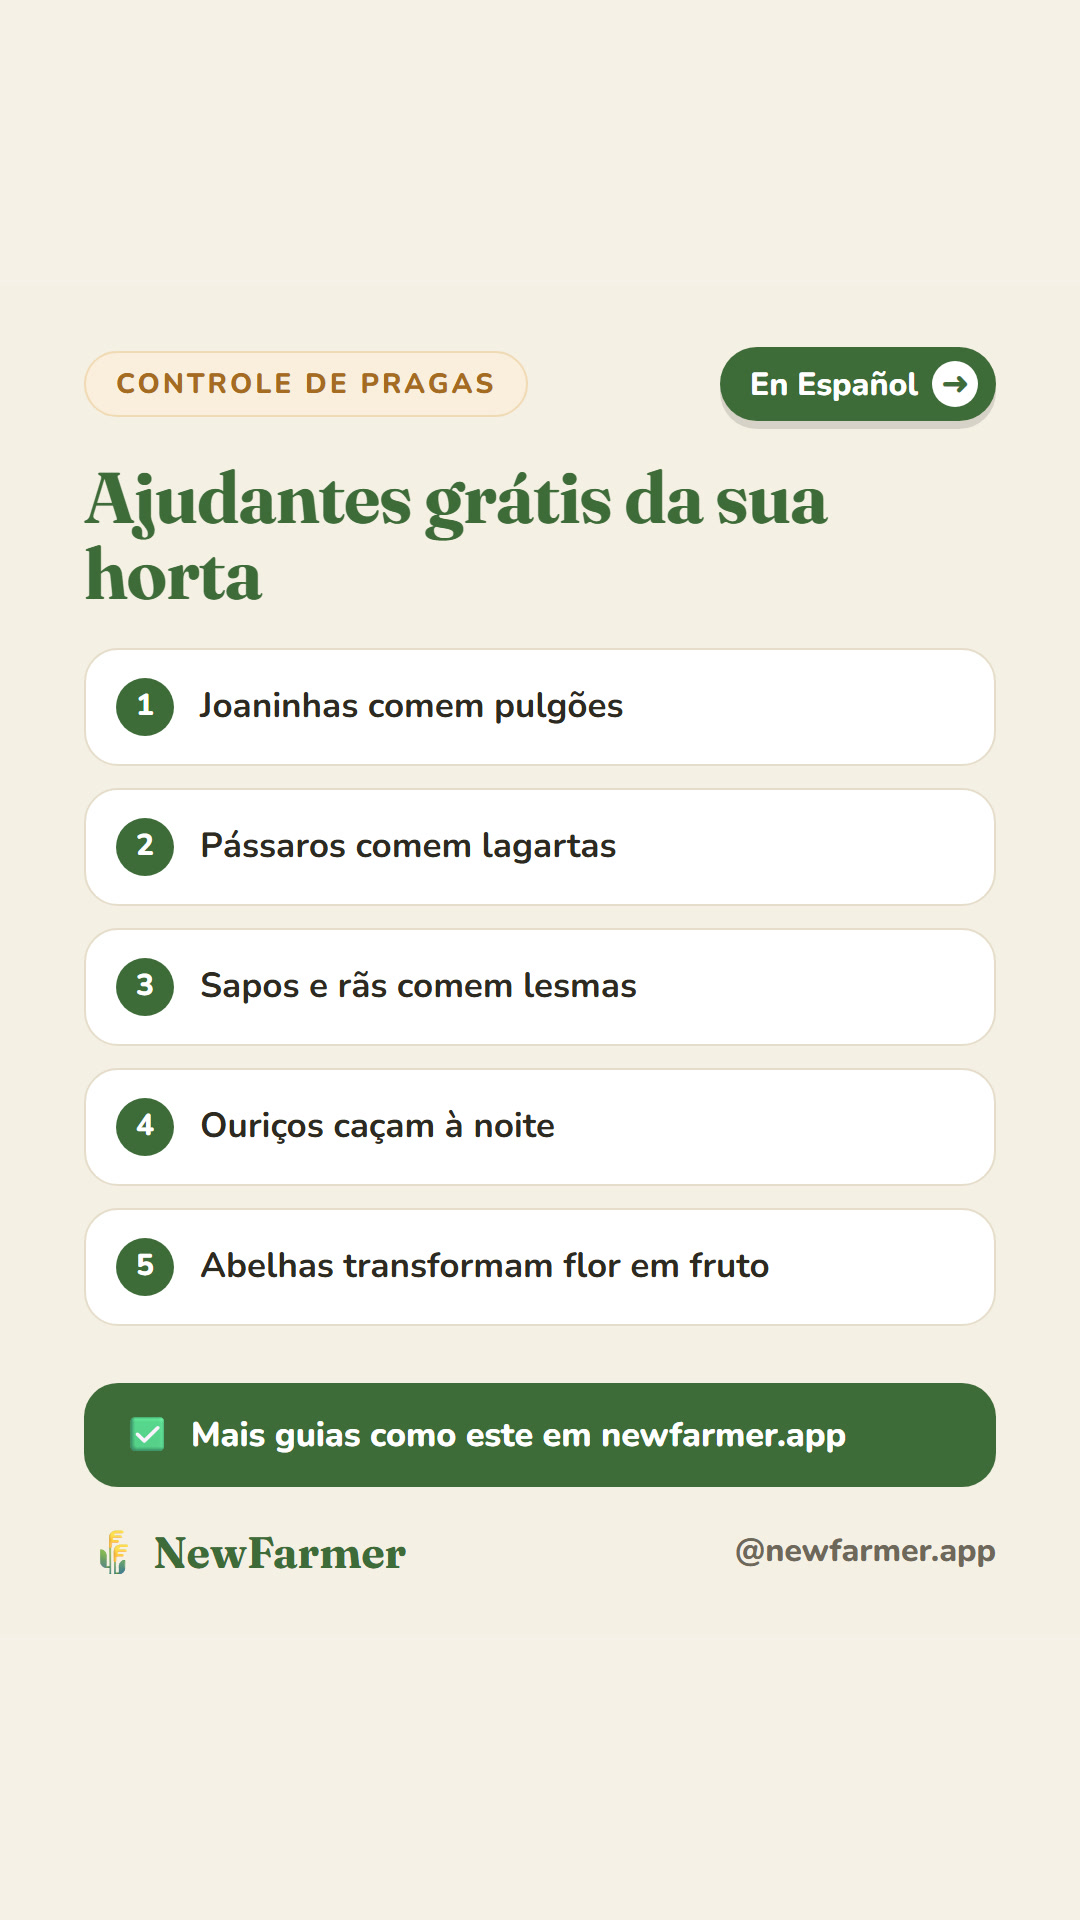 CONTROLE DE PRAGAS
En Español ➜
Ajudantes grátis da sua
horta
1 Joaninhas comem pulgões
2 Pássaros comem lagartas
3 Sapos e rãs comem lesmas
4 Ouriços caçam à noite
5 Abelhas transformam flor em fruto
✅ Mais guias como este em newfarmer.app
NewFarmer
@newfarmer.app